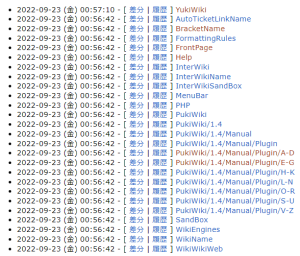 2022-09-23 (金) 00:57:10 - [ 差分 | 履歴 ] YukiWiki
2022-09-23 (金) 00:56:42 - [ 差分 | 履歴 ] AutoTicketLinkName
2022-09-23 (金) 00:56:42 - [ 差分 | 履歴 ] BracketName
2022-09-23 (金) 00:56:42 - [ 差分 | 履歴 ] FormattingRules
2022-09-23 (金) 00:56:42 - [ 差分 | 履歴 ] FrontPage
2022-09-23 (金) 00:56:42 - [ 差分 | 履歴 ] Help
2022-09-23 (金) 00:56:42 - [ 差分 | 履歴 ] InterWiki
2022-09-23 (金) 00:56:42 - [ 差分 | 履歴 ] InterWikiName
2022-09-23 (金) 00:56:42 - [ 差分 | 履歴 ] InterWikiSandBox
2022-09-23 (金) 00:56:42 - [ 差分 | 履歴 ] MenuBar
2022-09-23 (金) 00:56:42 - [ 差分 | 履歴 ] PHP
2022-09-23 (金) 00:56:42 - [ 差分 | 履歴 ] PukiWiki
2022-09-23 (金) 00:56:42 - [ 差分 | 履歴 ] PukiWiki/1.4
2022-09-23 (金) 00:56:42 - [ 差分 | 履歴 ] PukiWiki/1.4/Manual
2022-09-23 (金) 00:56:42 - [ 差分 | 履歴 ] PukiWiki/1.4/Manual/Plugin
2022-09-23 (金) 00:56:42 - [ 差分 | 履歴 ] PukiWiki/1.4/Manual/Plugin/A-D
2022-09-23 (金) 00:56:42 - [ 差分 | 履歴 ] PukiWiki/1.4/Manual/Plugin/E-G
2022-09-23 (金) 00:56:42 - [ 差分 | 履歴 ] PukiWiki/1.4/Manual/Plugin/H-K
2022-09-23 (金) 00:56:42 - [ 差分 | 履歴 ] PukiWiki/1.4/Manual/Plugin/L-N
2022-09-23 (金) 00:56:42 - [ 差分 | 履歴 ] PukiWiki/1.4/Manual/Plugin/O-R
2022-09-23 (金) 00:56:42 - [ 差分 | 履歴 ] PukiWiki/1.4/Manual/Plugin/S-U
2022-09-23 (金) 00:56:42 - [ 差分 | 履歴 ] PukiWiki/1.4/Manual/Plugin/V-Z
2022-09-23 (金) 00:56:42 - [ 差分 | 履歴 ] SandBox
2022-09-23 (金) 00:56:42 - [ 差分 | 履歴 ] WikiEngines
2022-09-23 (金) 00:56:42 - [ 差分 | 履歴 ] WikiName
2022-09-23 (金) 00:56:42 - [ 差分 | 履歴 ] WikiWikiWeb